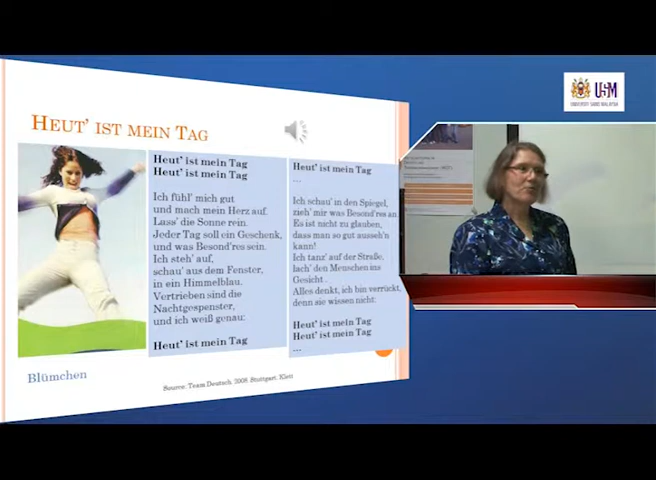 USM
UNIVERSITI SAINS MALAYSIA
HEUT' IST MEIN TAG
Heut' ist mein Tag
Heut' ist mein Tag
Ich fühl' mich gut
und mach mein Herz auf.
Lass' die Sonne rein.
Jeder Tag soll ein Geschenk,
und was Besond'res sein.
Ich steh' auf,
schau' aus dem Fenster,
in ein Himmelblau.
Vertrieben sind die
Nachtgespenster,
und ich weiß genau:
Heut' ist mein Tag
Heut' ist mein Tag
...
Ich schau' in den Spiegel,
zieh' mir was Besond'res an.
Es ist nicht zu glauben,
dass man so gut ausseh'n
kann!
Ich tanz' auf der Straße,
lach' den Menschen ins
Gesicht.
Alles denkt, ich bin verrückt,
denn sie wissen nicht:
Heut' ist mein Tag
Heut' ist mein Tag
...
Blümchen
Source: Team Deutsch, 2008, Stuttgart, Klett